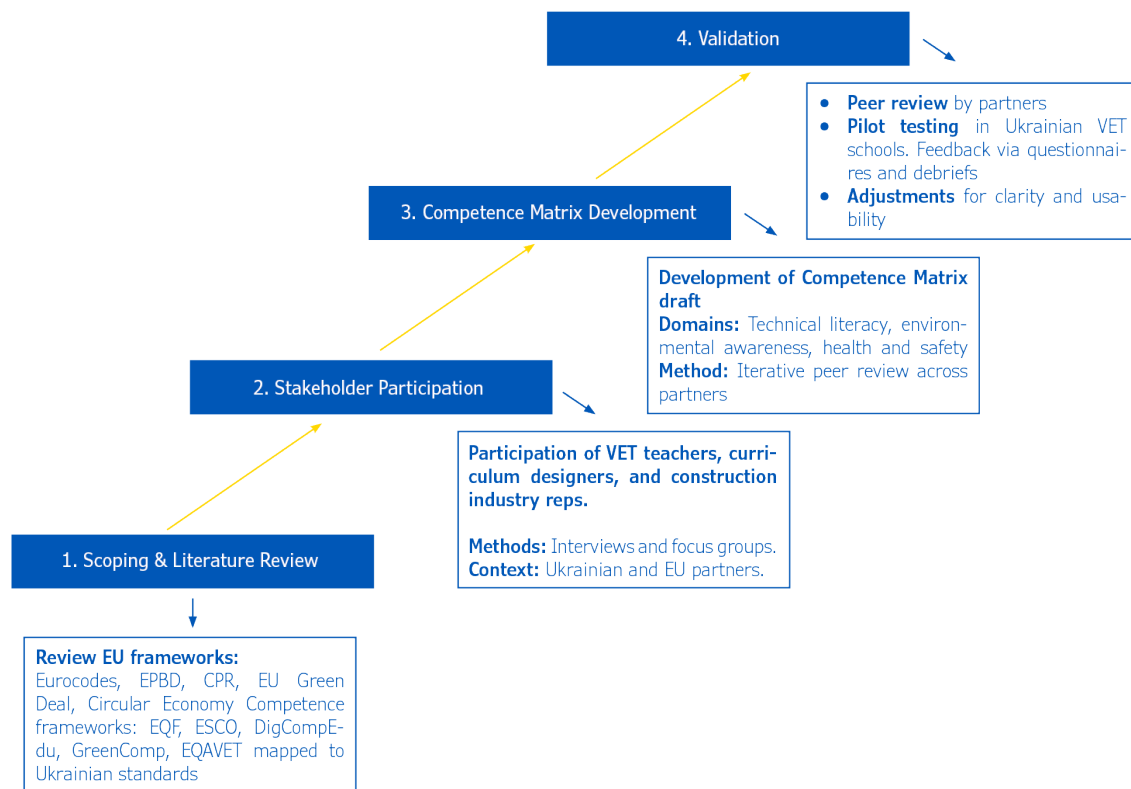 4. Validation
● Peer review by partners
● Pilot testing in Ukrainian VET
schools. Feedback via questionnai-
res and debriefs
● Adjustments for clarity and usa-
bility
3. Competence Matrix Development
Development of Competence Matrix
draft
Domains: Technical literacy, environ-
mental awareness, health and safety
Method: Iterative peer review across
partners
2. Stakeholder Participation
Participation of VET teachers, curri-
culum designers, and construction
industry reps.
Methods: Interviews and focus groups.
Context: Ukrainian and EU partners.
1. Scoping & Literature Review
Review EU frameworks:
Eurocodes, EPBD, CPR, EU Green
Deal, Circular Economy Competence
frameworks: EQF, ESCO, DigCompE-
du, GreenComp, EQAVET mapped to
Ukrainian standards